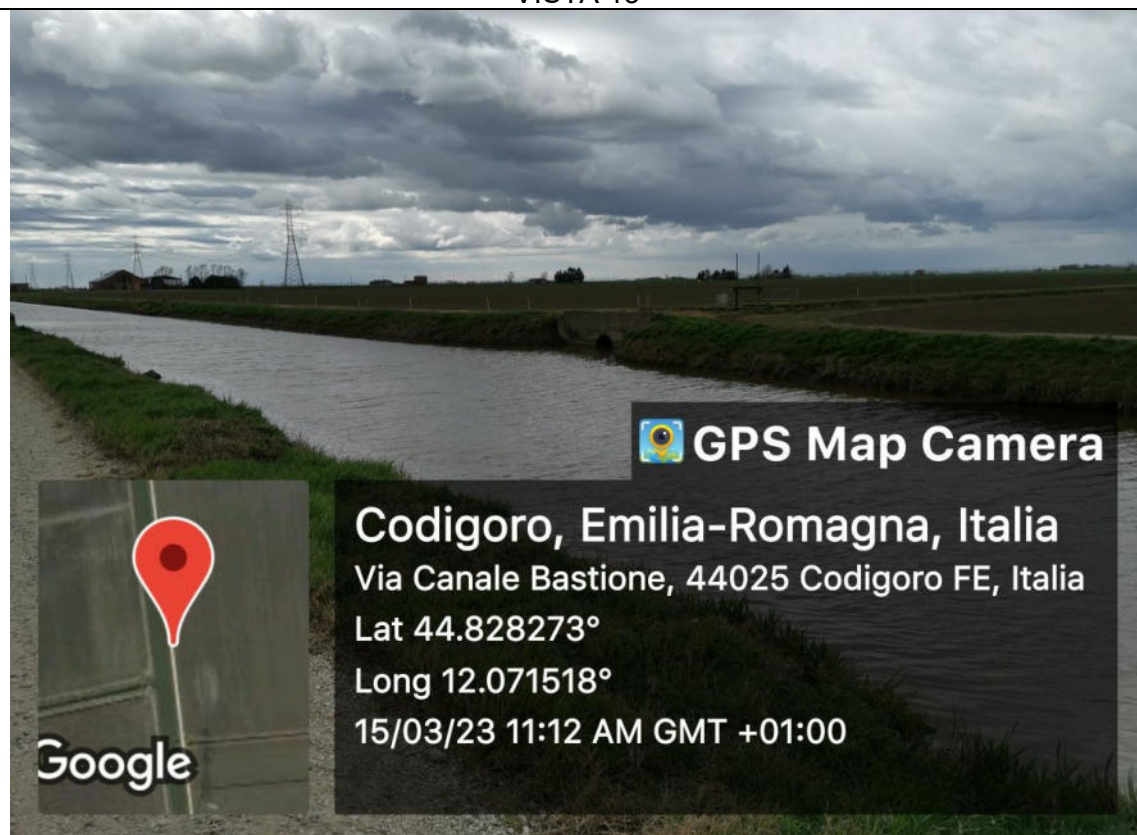 GPS Map Camera
Codigoro, Emilia-Romagna, Italia
Via Canale Bastione, 44025 Codigoro FE, Italia
Lat 44.828273°
Long 12.071518°
15/03/23 11:12 AM GMT +01:00
Google